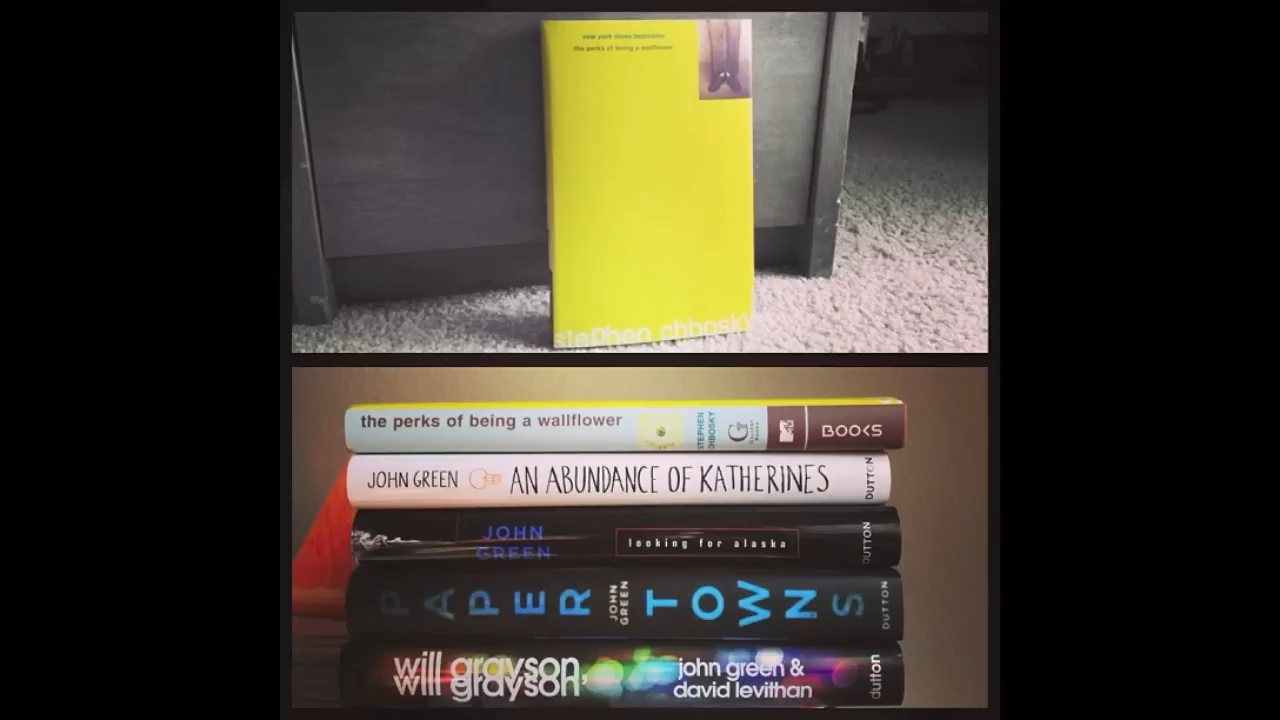 new york times bestseller
the perks of being a wallflower
stephen chbosky
the perks of being a wallflower
STEPHEN CHBOSKY
G
MTV
BOOKS
JOHN GREEN
AN ABUNDANCE OF KATHERINES
DUTTON
JOHN
GREEN
looking for alaska
DUTTON
PAPER
JOHN
GREEN
TOWNS
DUTTON
will grayson,
will grayson,
john green &
david levithan
dutton